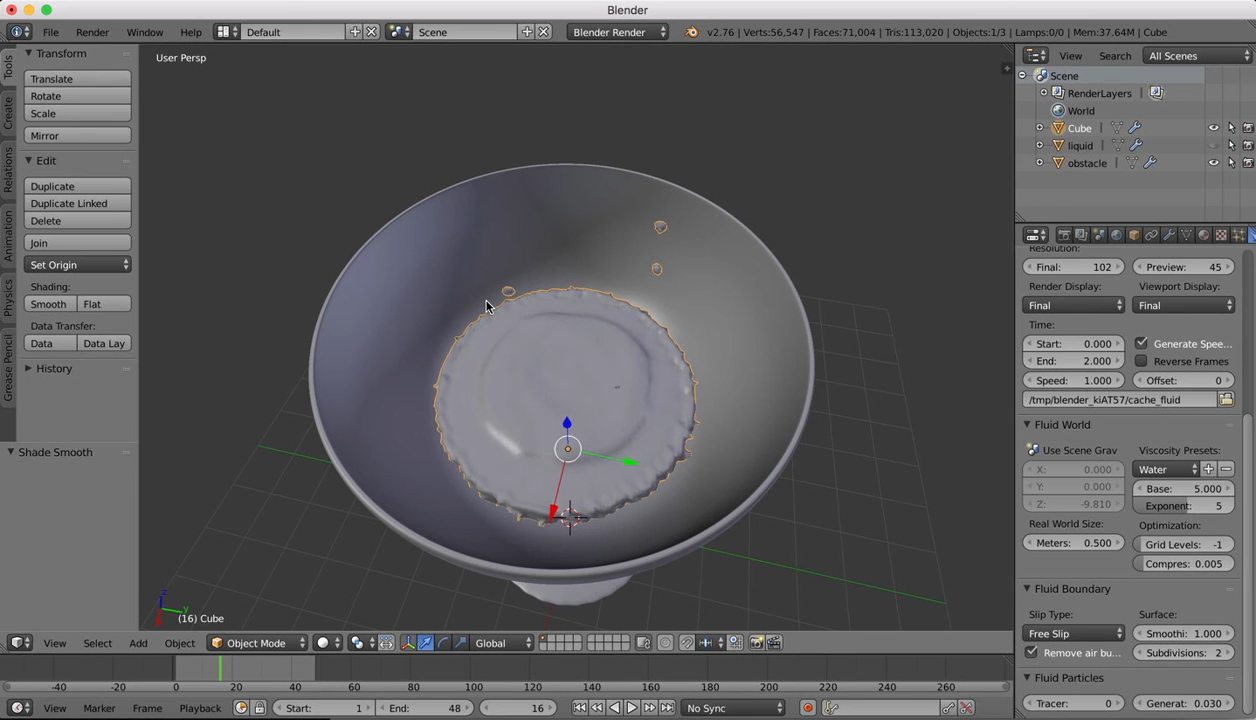 Blender
File Render Window Help Default Scene Blender Render v2.76 | Verts:56,547 | Faces:71,004 | Tris:113,020 | Objects:1/3 | Lamps:0/0 | Mem:37.64M | Cube
Tools
Create
Relations
Animation
Physics
Grease Pencil
Transform
Translate
Rotate
Scale
Mirror
Edit
Duplicate
Duplicate Linked
Delete
Join
Set Origin
Shading:
Smooth Flat
Data Transfer:
Data Data Lay
History
Shade Smooth
User Persp
(16) Cube
z
y
View Search All Scenes
Scene
RenderLayers
World
Cube
liquid
obstacle
Resolution:
Final: 102 Preview: 45
Render Display: Viewport Display:
Final Final
Time:
Start: 0.000 Generate Spee...
End: 2.000 Reverse Frames
Speed: 1.000 Offset: 0
/tmp/blender_kiAT57/cache_fluid
Fluid World
Use Scene Grav Viscosity Presets:
X: 0.000 Water
Y: 0.000 Base: 5.000
Z: -9.810 Exponent: 5
Real World Size: Optimization:
Meters: 0.500 Grid Levels: -1
Compres: 0.005
Fluid Boundary
Slip Type: Surface:
Free Slip Smoothi: 1.000
Remove air bu... Subdivisions: 2
Fluid Particles
Tracer: 0 Generat: 0.030
View Select Add Object Object Mode Global
-40 -20 0 20 40 60 80 100 120 140 160 180 200 220 240 260
View Marker Frame Playback Start: 1 End: 48 16 No Sync